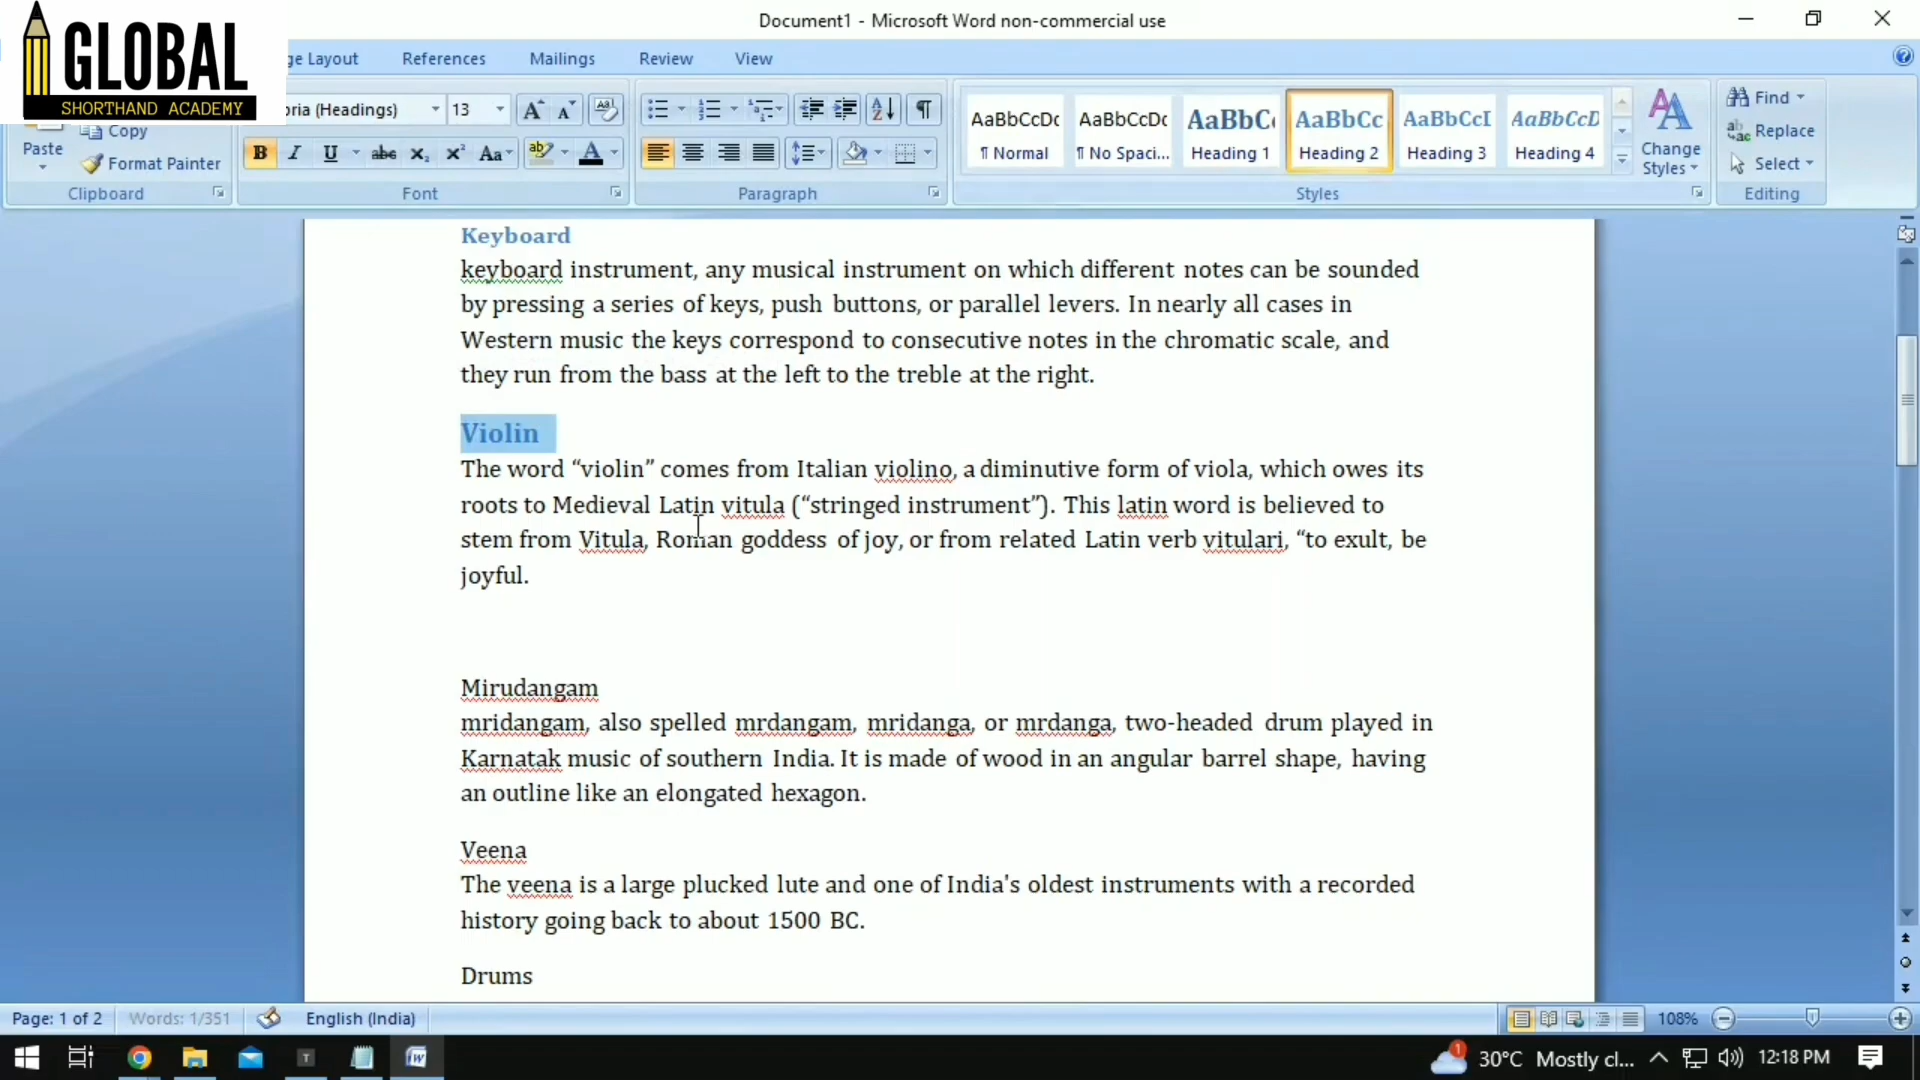 Document1 - Microsoft Word non-commercial use
GLOBAL
SHORTHAND ACADEMY
ge Layout
References
Mailings
Review
View
oria (Headings)
13
Paste
Copy
Format Painter
Clipboard
Font
Paragraph
AaBbCcDc
¶ Normal
AaBbCcDc
¶ No Spaci...
AaBbC
Heading 1
AaBbCc
Heading 2
AaBbCcI
Heading 3
AaBbCcD
Heading 4
Change
Styles
Styles
Find
Replace
Select
Editing
Keyboard
keyboard instrument, any musical instrument on which different notes can be sounded
by pressing a series of keys, push buttons, or parallel levers. In nearly all cases in
Western music the keys correspond to consecutive notes in the chromatic scale, and
they run from the bass at the left to the treble at the right.
Violin
The word “violin” comes from Italian violino, a diminutive form of viola, which owes its
roots to Medieval Latin vitula (“stringed instrument”). This latin word is believed to
stem from Vitula, Roman goddess of joy, or from related Latin verb vitulari, “to exult, be
joyful.
Mirudangam
mridangam, also spelled mrdangam, mridanga, or mrdanga, two-headed drum played in
Karnatak music of southern India. It is made of wood in an angular barrel shape, having
an outline like an elongated hexagon.
Veena
The veena is a large plucked lute and one of India's oldest instruments with a recorded
history going back to about 1500 BC.
Drums
Page: 1 of 2
Words: 1/351
English (India)
108%
30°C Mostly cl...
12:18 PM